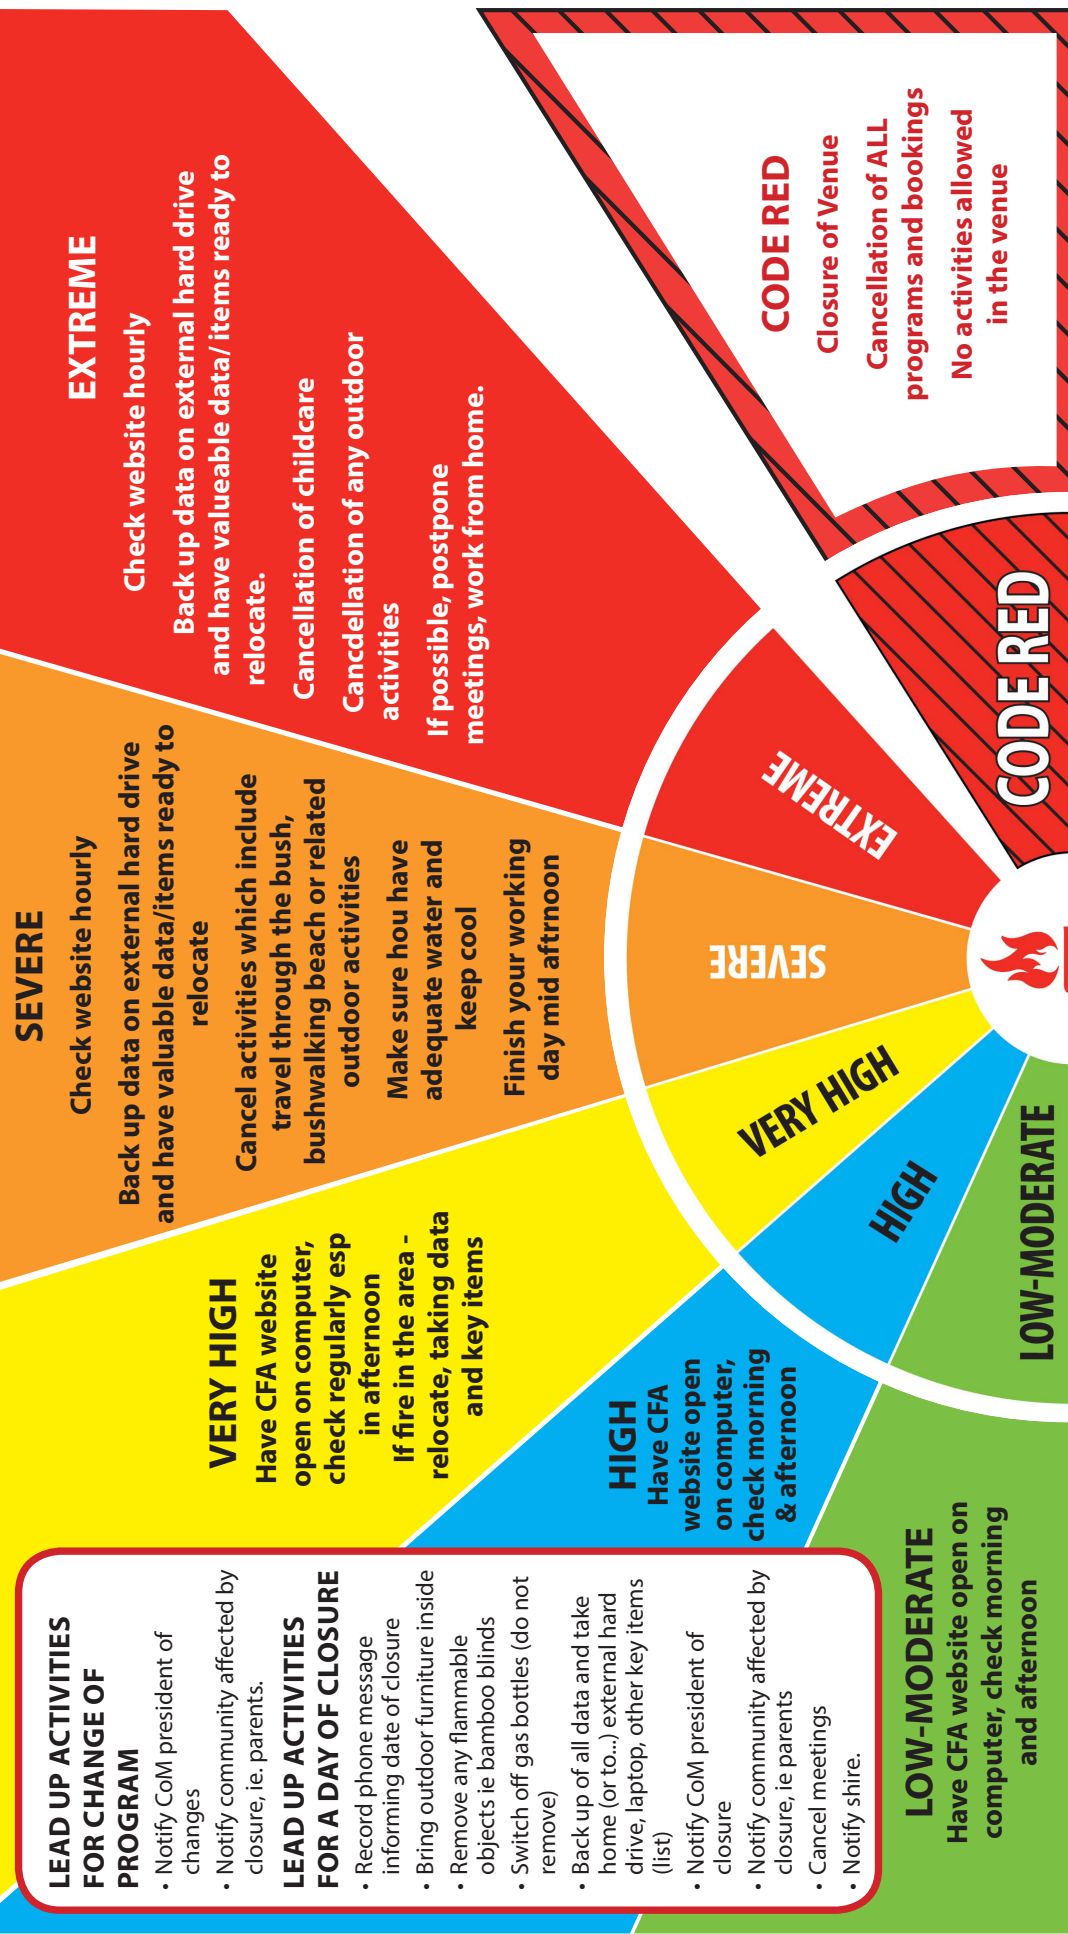 LEAD UP ACTIVITIES
FOR CHANGE OF
PROGRAM
• Notify CoM president of
changes
• Notify community affected by
closure, ie. parents.
LEAD UP ACTIVITIES
FOR A DAY OF CLOSURE
• Record phone message
informing date of closure
• Bring outdoor furniture inside
• Remove any flammable
objects ie bamboo blinds
• Switch off gas bottles (do not
remove)
• Back up of all data and take
home (or to...) external hard
drive, laptop, other key items
(list)
• Notify CoM president of
closure
• Notify community affected by
closure, ie parents
• Cancel meetings
• Notify shire.
LOW-MODERATE
Have CFA website open on
computer, check morning
and afternoon
HIGH
Have CFA
website open
on computer,
check morning
& afternoon
VERY HIGH
Have CFA website
open on computer,
check regularly esp
in afternoon
If fire in the area -
relocate, taking data
and key items
SEVERE
Check website hourly
Back up data on external hard drive
and have valuable data/items ready to
relocate
Cancel activities which include
travel through the bush,
bushwalking beach or related
outdoor activities
Make sure hou have
adequate water and
keep cool
Finish your working
day mid aftrnoon
EXTREME
Check website hourly
Back up data on external hard drive
and have valueable data/ items ready to
relocate.
Cancellation of childcare
Cancdellation of any outdoor
activities
If possible, postpone
meetings, work from home.
CODE RED
Closure of Venue
Cancellation of ALL
programs and bookings
No activities allowed
in the venue
LOW-MODERATE
HIGH
VERY HIGH
SEVERE
EXTREME
CODE RED